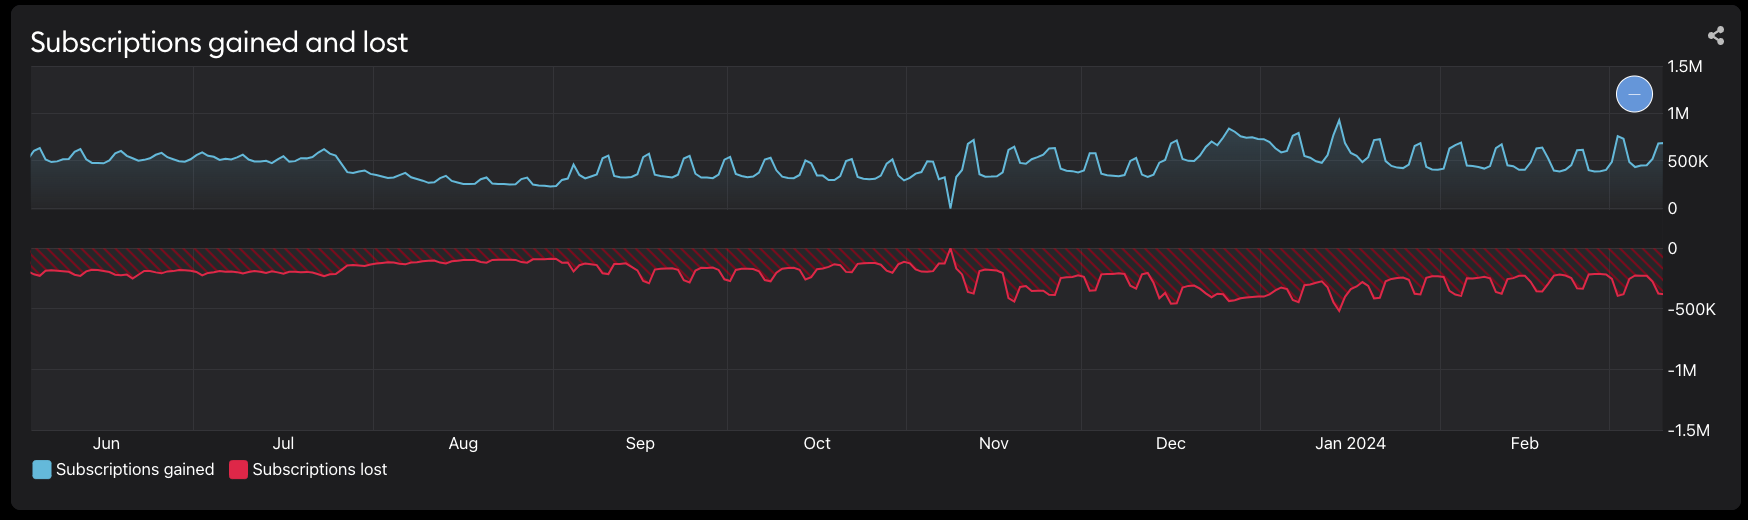 Subscriptions gained and lost
1.5M
1M
500K
0
0
-500K
-1M
-1.5M
Jun Jul Aug Sep Oct Nov Dec Jan 2024 Feb
Subscriptions gained Subscriptions lost